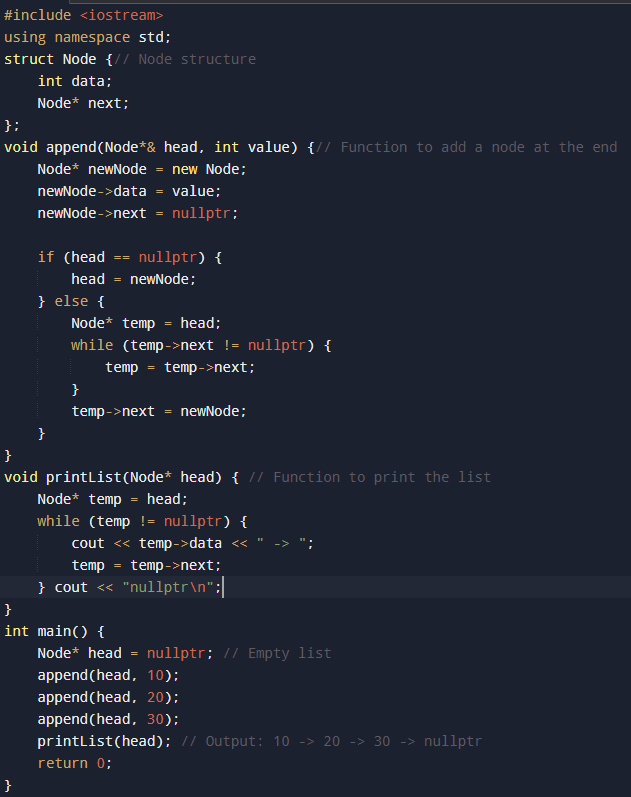 #include <iostream>
using namespace std;
struct Node {// Node structure
    int data;
    Node* next;
};
void append(Node*& head, int value) {// Function to add a node at the end
    Node* newNode = new Node;
    newNode->data = value;
    newNode->next = nullptr;

    if (head == nullptr) {
        head = newNode;
    } else {
        Node* temp = head;
        while (temp->next != nullptr) {
            temp = temp->next;
        }
        temp->next = newNode;
    }
}
void printList(Node* head) { // Function to print the list
    Node* temp = head;
    while (temp != nullptr) {
        cout << temp->data << " -> ";
        temp = temp->next;
    } cout << "nullptr\n";
}
int main() {
    Node* head = nullptr; // Empty list
    append(head, 10);
    append(head, 20);
    append(head, 30);
    printList(head); // Output: 10 -> 20 -> 30 -> nullptr
    return 0;
}